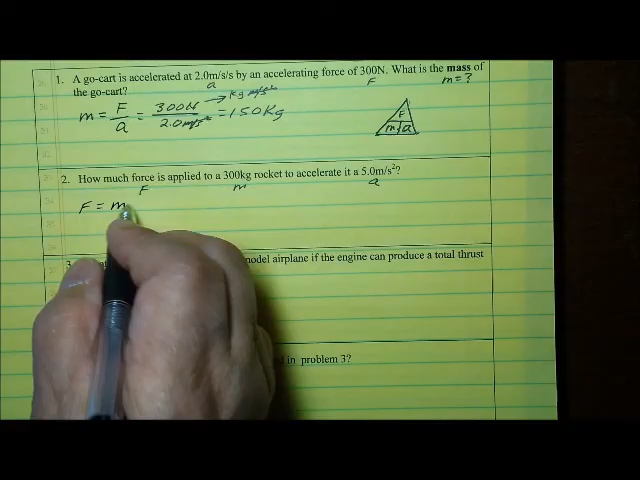 1. A go-cart is accelerated at 2.0m/s/s by an accelerating force of 300N. What is the mass of
the go-cart?
a F m = ?
m = F/a = 300N/2.0m/s² = 150Kg
→ Kg m/s²
F
m a
2. How much force is applied to a 300kg rocket to accelerate it a 5.0m/s²?
F m a
F = m
3. model airplane if the engine can produce a total thrust
in problem 3?